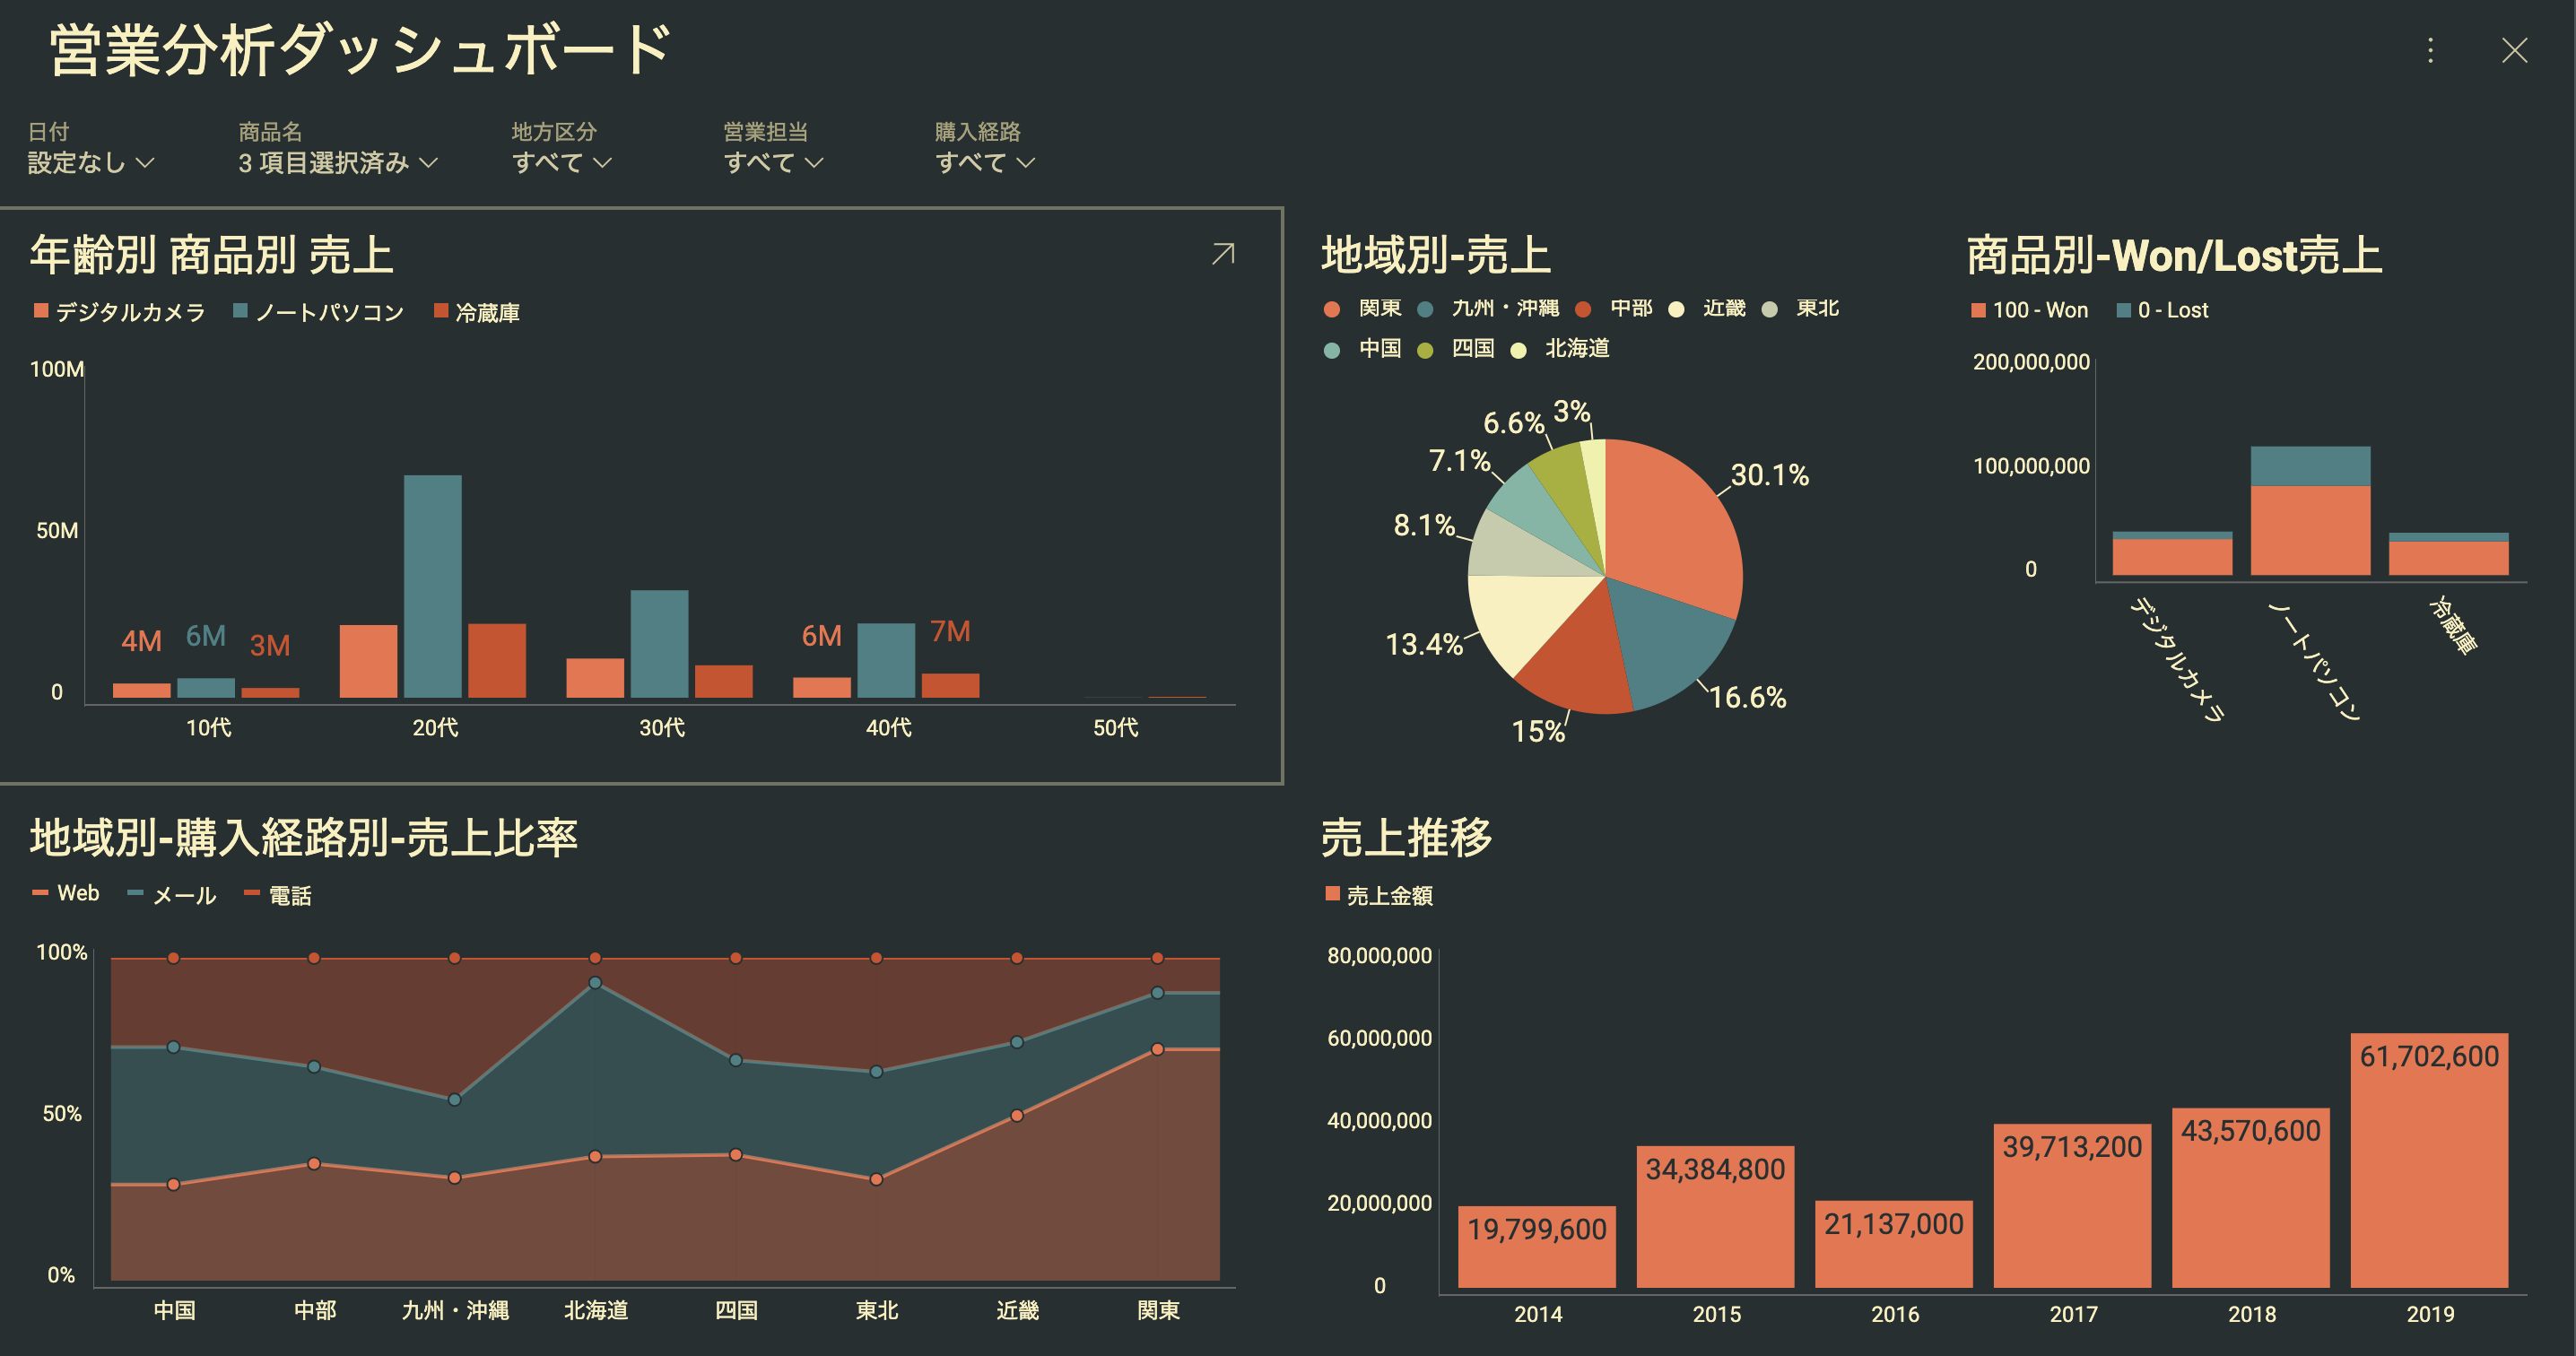 営業分析ダッシュボード
日付 商品名 地方区分 営業担当 購入経路
設定なし 3 項目選択済み すべて すべて すべて
年齢別 商品別 売上
デジタルカメラ ノートパソコン 冷蔵庫
100M
50M
0
4M 6M 3M 6M 7M
10代 20代 30代 40代 50代
地域別-売上
関東 九州・沖縄 中部 近畿 東北
中国 四国 北海道
3%
6.6%
30.1%
7.1%
8.1%
13.4%
16.6%
15%
商品別-Won/Lost売上
100 - Won 0 - Lost
200,000,000
100,000,000
0
デジタルカメラ ノートパソコン 冷蔵庫
地域別-購入経路別-売上比率
Web メール 電話
100%
50%
0%
中国 中部 九州・沖縄 北海道 四国 東北 近畿 関東
売上推移
売上金額
80,000,000
60,000,000
40,000,000
20,000,000
0
19,799,600 34,384,800 21,137,000 39,713,200 43,570,600 61,702,600
2014 2015 2016 2017 2018 2019